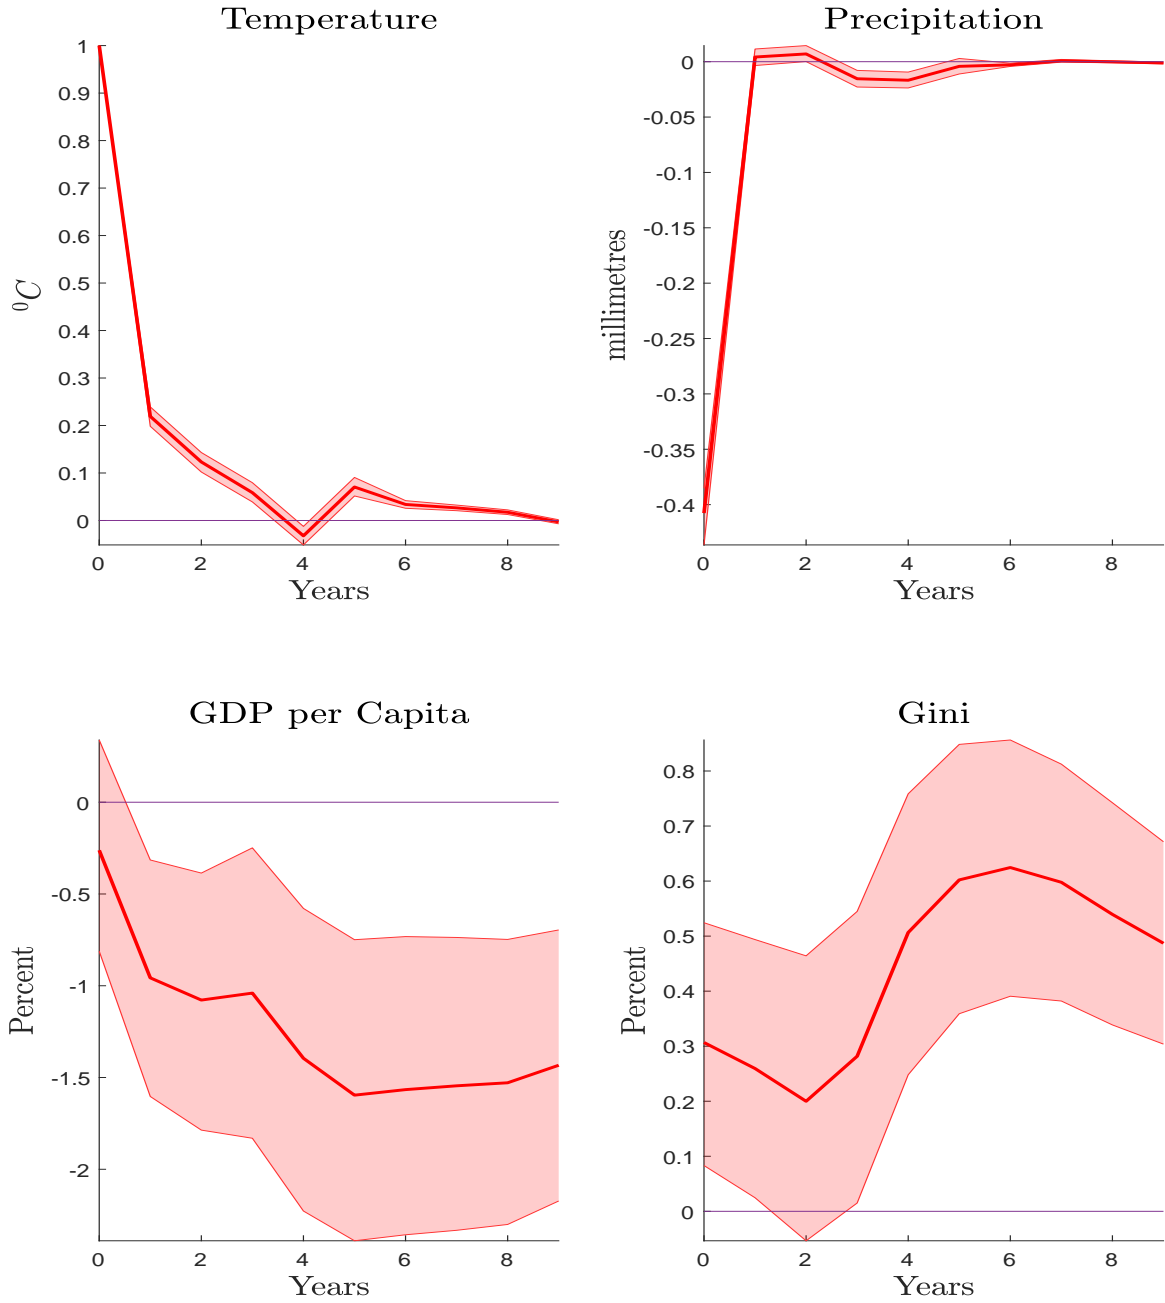 Temperature
1
0.9
0.8
0.7
0.6
0.5
0.4
0.3
0.2
0.1
0
⁰C
0 2 4 6 8
Years
Precipitation
0
-0.05
-0.1
-0.15
-0.2
-0.25
-0.3
-0.35
-0.4
millimetres
0 2 4 6 8
Years
GDP per Capita
0
-0.5
-1
-1.5
-2
Percent
0 2 4 6 8
Years
Gini
0.8
0.7
0.6
0.5
0.4
0.3
0.2
0.1
0
Percent
0 2 4 6 8
Years